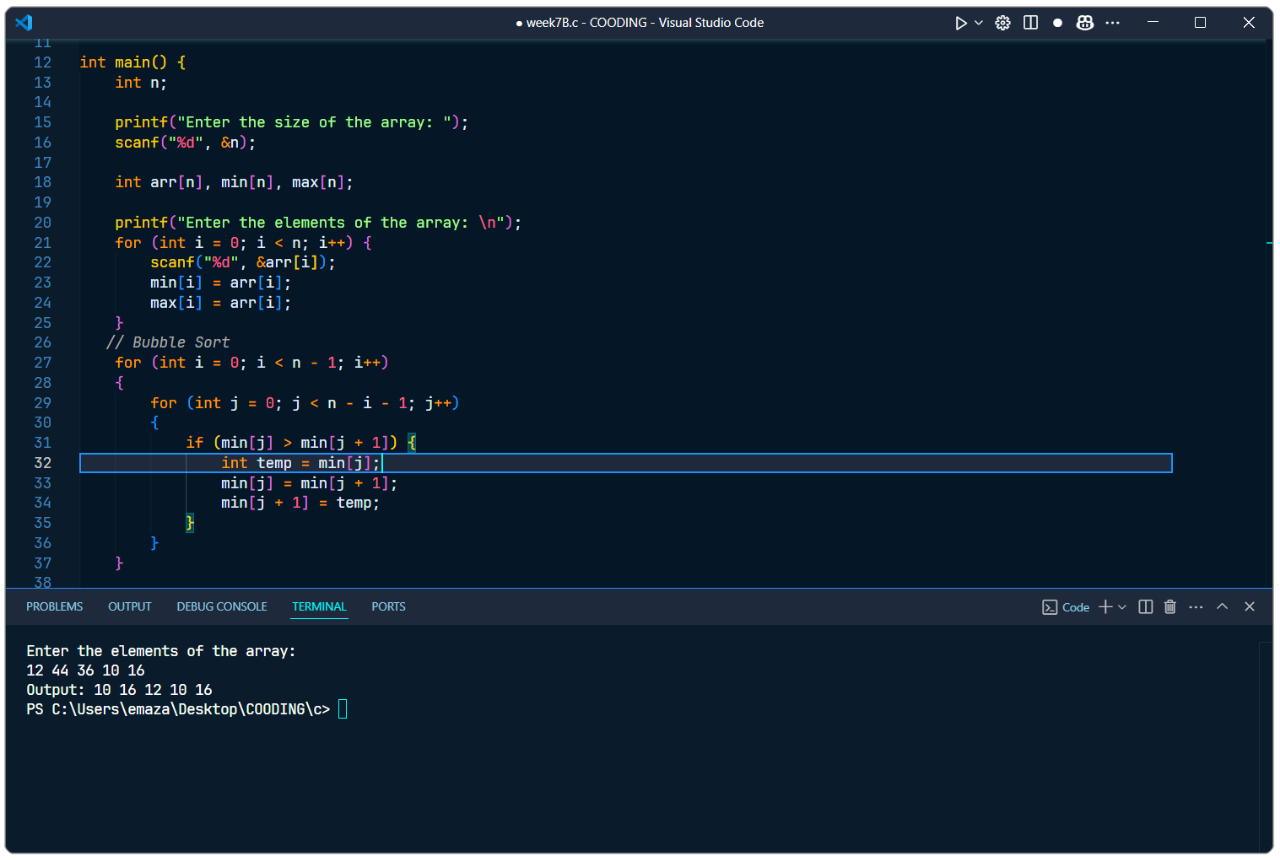 ● week7B.c - COODING - Visual Studio Code
11
12 int main() {
13     int n;
14
15     printf("Enter the size of the array: ");
16     scanf("%d", &n);
17
18     int arr[n], min[n], max[n];
19
20     printf("Enter the elements of the array: \n");
21     for (int i = 0; i < n; i++) {
22         scanf("%d", &arr[i]);
23         min[i] = arr[i];
24         max[i] = arr[i];
25     }
26    // Bubble Sort
27     for (int i = 0; i < n - 1; i++)
28     {
29         for (int j = 0; j < n - i - 1; j++)
30         {
31             if (min[j] > min[j + 1]) {
32                 int temp = min[j];
33                 min[j] = min[j + 1];
34                 min[j + 1] = temp;
35             }
36         }
37     }
38
PROBLEMS OUTPUT DEBUG CONSOLE TERMINAL PORTS Code
Enter the elements of the array:
12 44 36 10 16
Output: 10 16 12 10 16
PS C:\Users\emaza\Desktop\COODING\c>